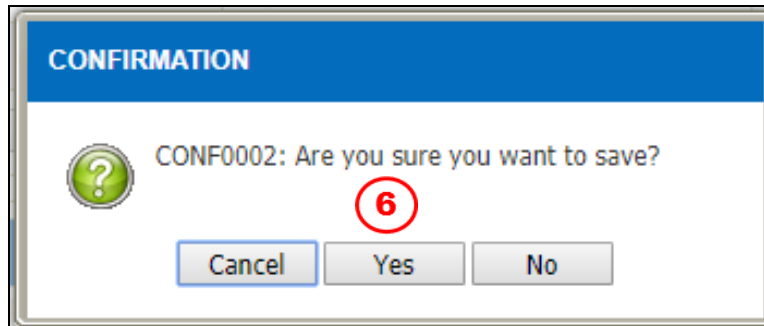 CONFIRMATION
CONF0002: Are you sure you want to save?
6
Cancel Yes No